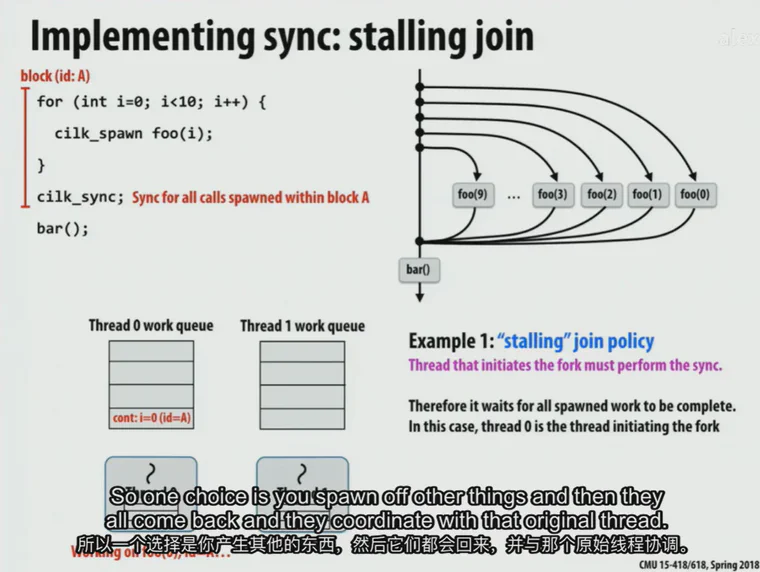 Implementing sync: stalling join
block (id: A)
for (int i=0; i<10; i++) {
cilk_spawn foo(i);
}
cilk_sync; Sync for all calls spawned within block A
bar();
foo(9)
...
foo(3)
foo(2)
foo(1)
foo(0)
bar()
Thread 0 work queue
Thread 1 work queue
cont: i=0 (id=A)
Example 1: “stalling” join policy
Thread that initiates the fork must perform the sync.
Therefore it waits for all spawned work to be complete.
In this case, thread 0 is the thread initiating the fork
So one choice is you spawn off other things and then they
all come back and they coordinate with that original thread.
所以一个选择是你产生其他的东西，然后它们都会回来，并与那个原始线程协调。
CMU 15-418/618, Spring 2018